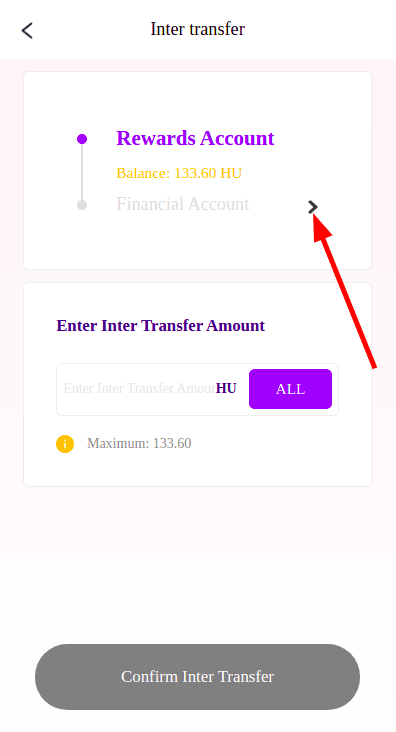 Inter transfer
Rewards Account
Balance: 133.60 HU
Financial Account
Enter Inter Transfer Amount
Enter Inter Transfer Amour HU ALL
Maximum: 133.60
Confirm Inter Transfer